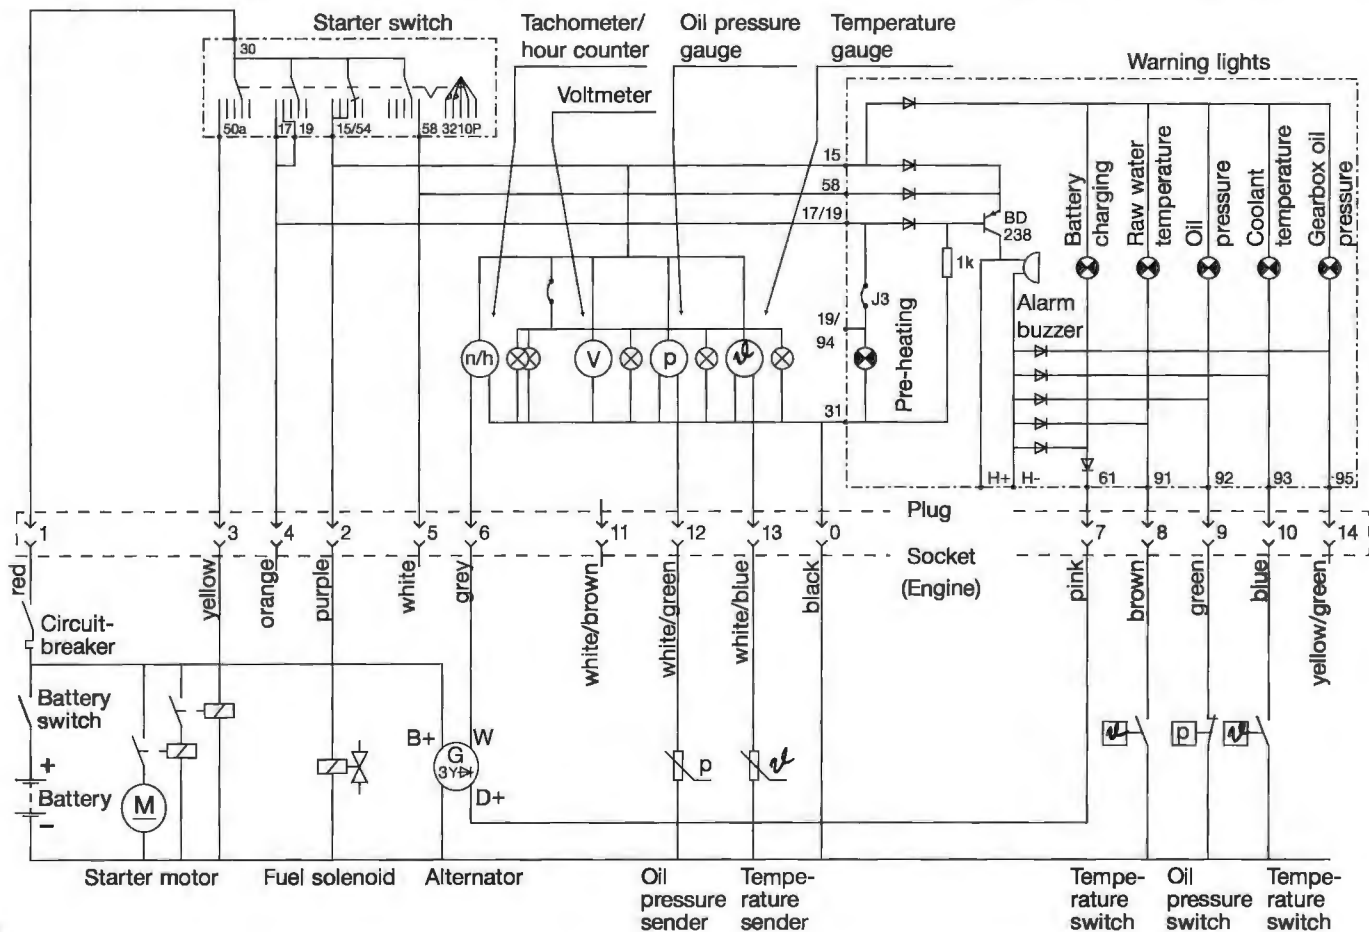 Starter switch
Tachometer/
hour counter
Oil pressure
gauge
Temperature
gauge
Voltmeter
Warning lights
30
50a
17
19
15/54
58
3210P
15
58
17/19
BD
238
1k
J3
19/
94
31
Pre-heating
Alarm
buzzer
Battery
charging
Raw water
temperature
Oil
pressure
Coolant
temperature
Gearbox oil
pressure
n/h
V
p
ϑ
H+
H-
61
91
92
93
95
Plug
1
3
4
2
5
6
11
12
13
0
7
8
9
10
14
Socket
(Engine)
red
yellow
orange
purple
white
grey
white/brown
white/green
white/blue
black
pink
brown
green
blue
yellow/green
Circuit-
breaker
Battery
switch
+
Battery
-
M
B+
W
G
3Y
D+
p
ϑ
ϑ
p
ϑ
Starter motor
Fuel solenoid
Alternator
Oil
pressure
sender
Tempe-
rature
sender
Tempe-
rature
switch
Oil
pressure
switch
Tempe-
rature
switch